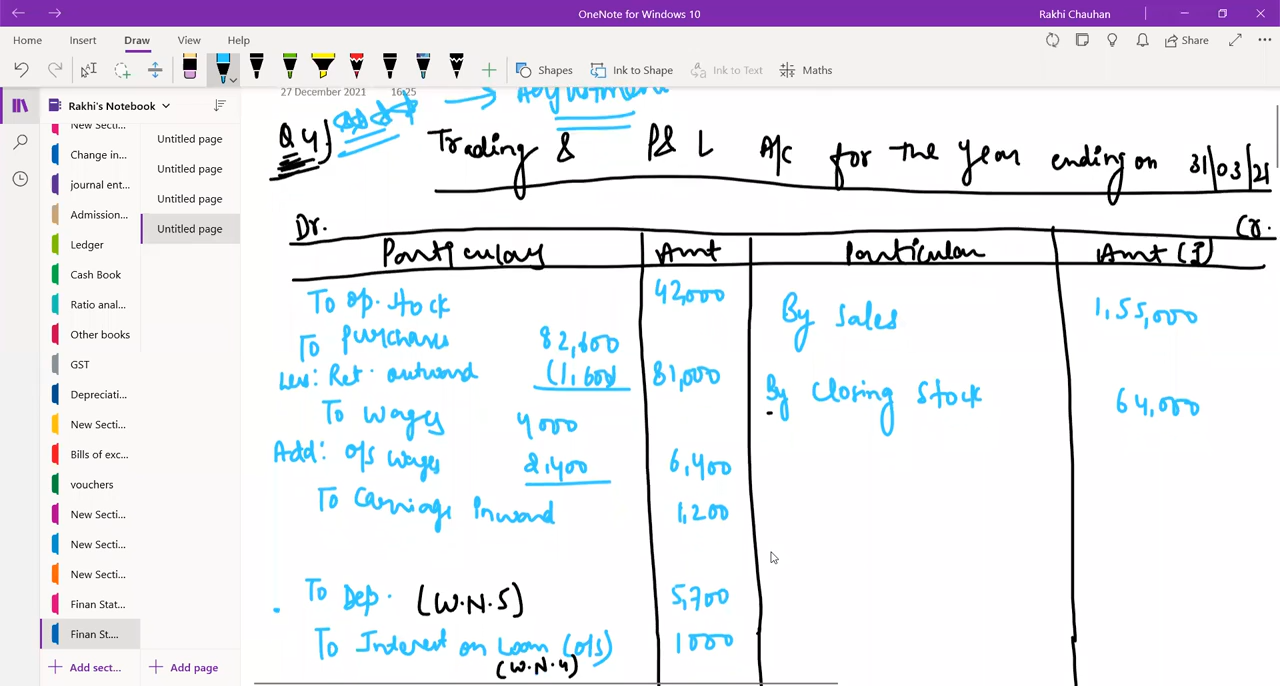 OneNote for Windows 10
Rakhi Chauhan
Home Insert Draw View Help
Share
Shapes Ink to Shape Ink to Text Maths
Rakhi's Notebook
New Secti...
Change in...
journal ent...
Admission...
Ledger
Cash Book
Ratio anal...
Other books
GST
Depreciati...
New Secti...
Bills of exc...
vouchers
New Secti...
New Secti...
New Secti...
Finan Stat...
Finan St....
Add sect...
Untitled page
Untitled page
Untitled page
Untitled page
Add page
27 December 2021 16:25
→ Adjustment
Q4) Trading & P& L A/c for the Year ending on 31/03/21
Dr. Cr.
Particulars Amt Particular Amt (₹)
To op. stock 42,000 By Sales 1,55,000
To purchases 82,600
Less: Ret. outward (1,600) 81,000 By Closing Stock 64,000
To Wages 4000
Add: O/s Wages 2,400 6,400
To Carriage Inward 1,200
To Dep. (W.N.5) 5,700
To Interest on Loan (o/s) 1000
(W.N.4)